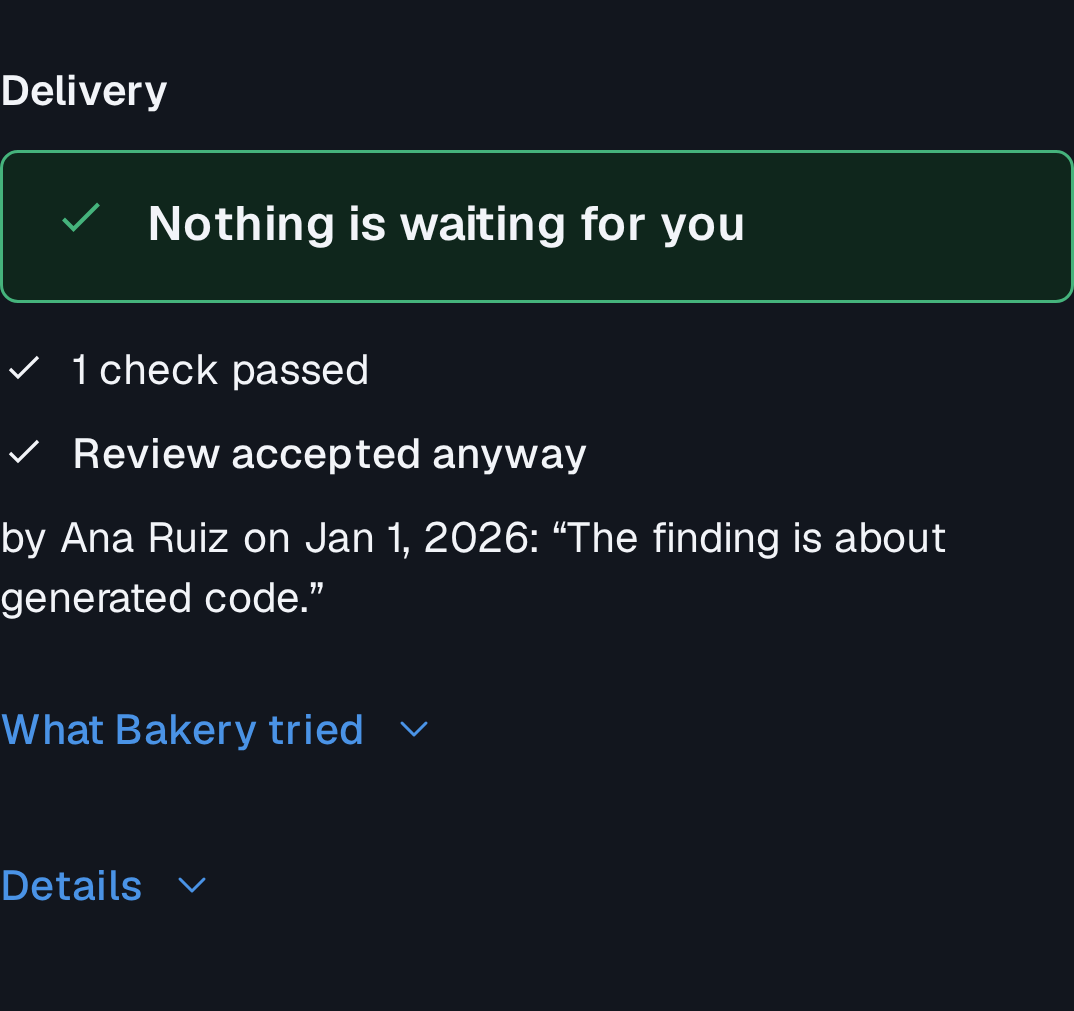 Delivery
Nothing is waiting for you
1 check passed
Review accepted anyway
by Ana Ruiz on Jan 1, 2026: “The finding is about
generated code.”
What Bakery tried
Details